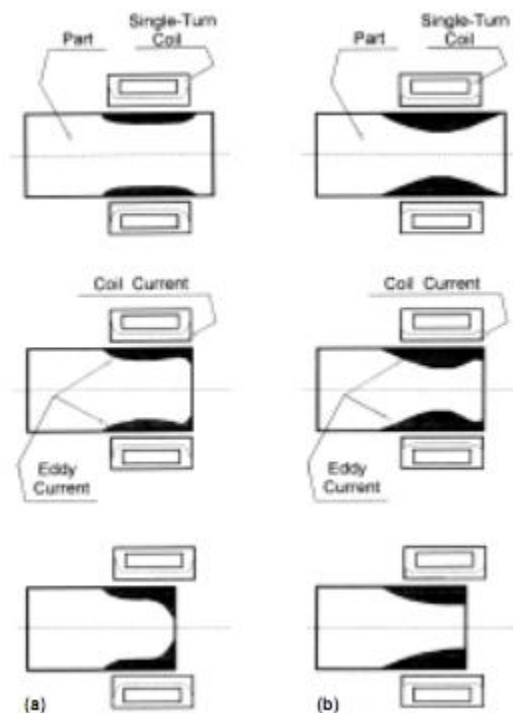 Single-Turn
Coil
Part
Single-Turn
Coil
Part
Coil Current
Coil Current
Eddy
Current
Eddy
Current
(a)
(b)